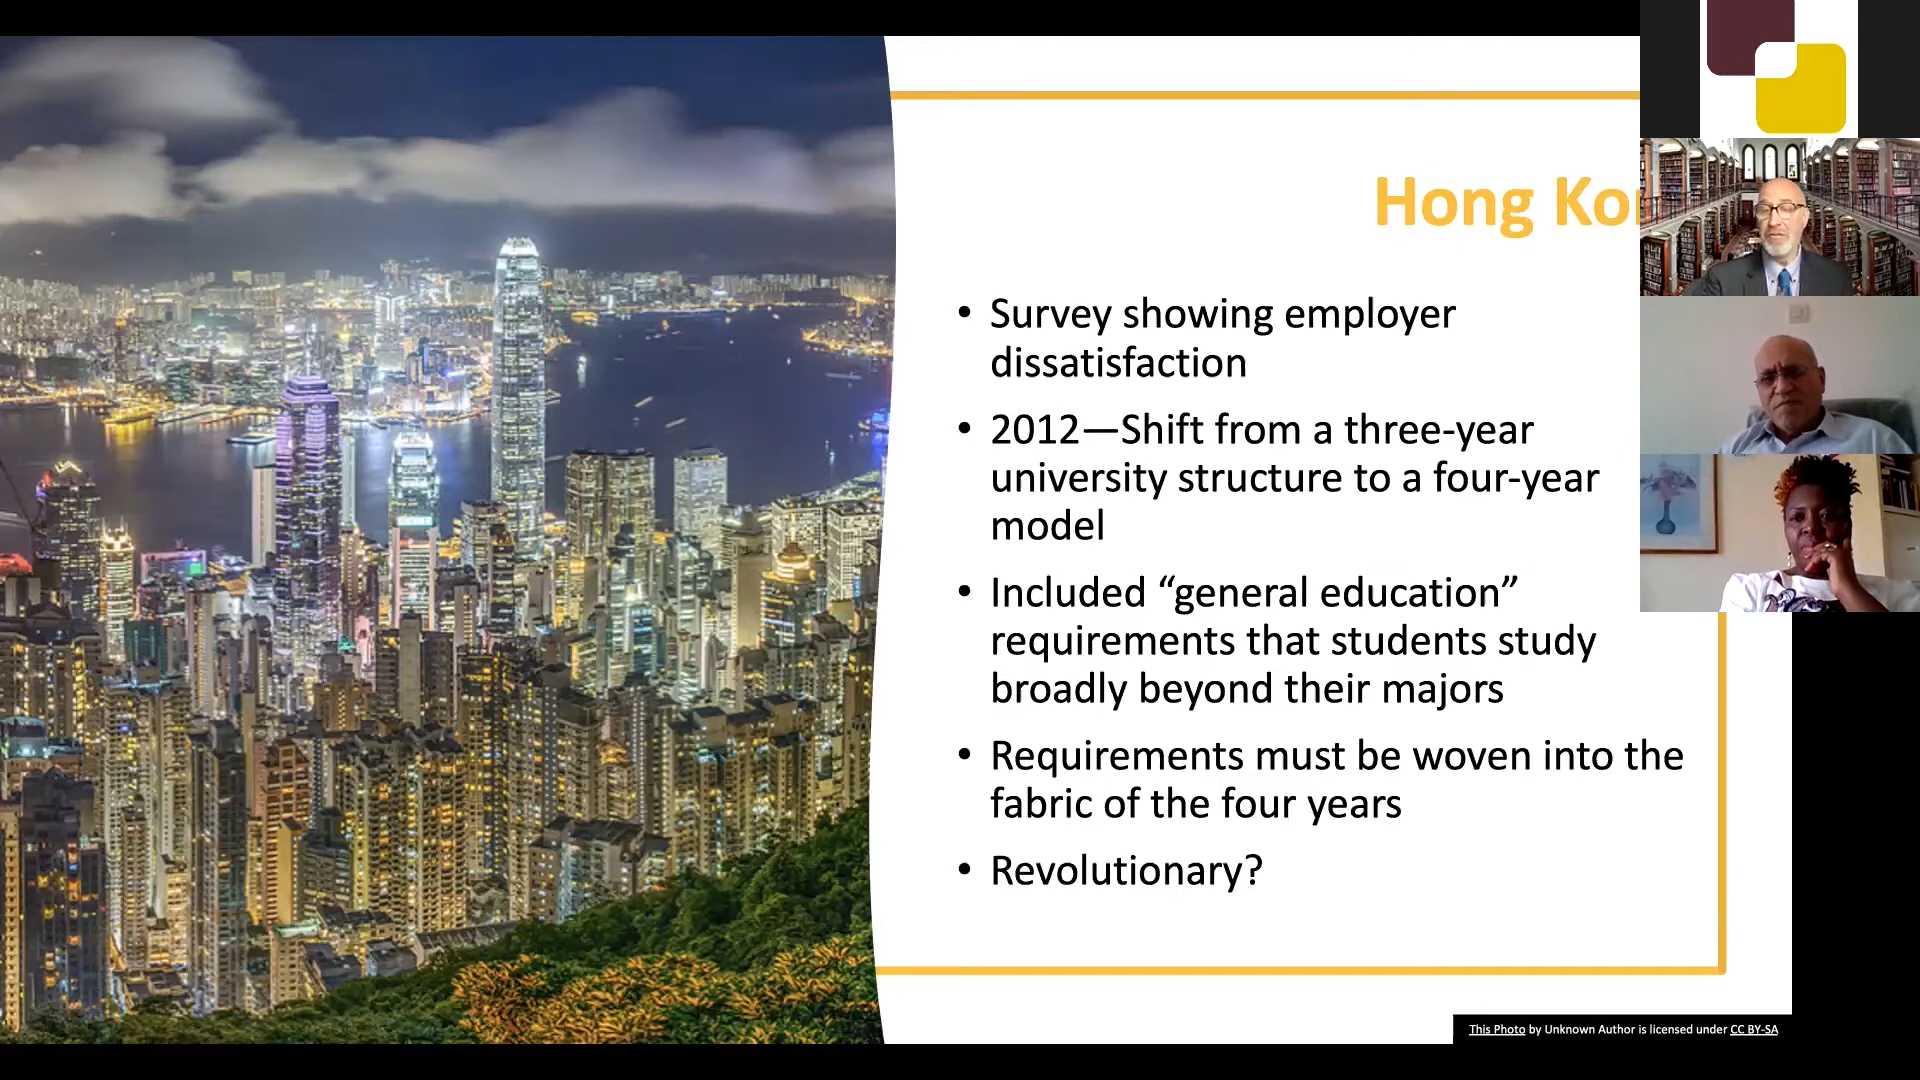 Hong Ko
• Survey showing employer
dissatisfaction
• 2012—Shift from a three-year
university structure to a four-year
model
• Included “general education”
requirements that students study
broadly beyond their majors
• Requirements must be woven into the
fabric of the four years
• Revolutionary?
This Photo by Unknown Author is licensed under CC BY-SA